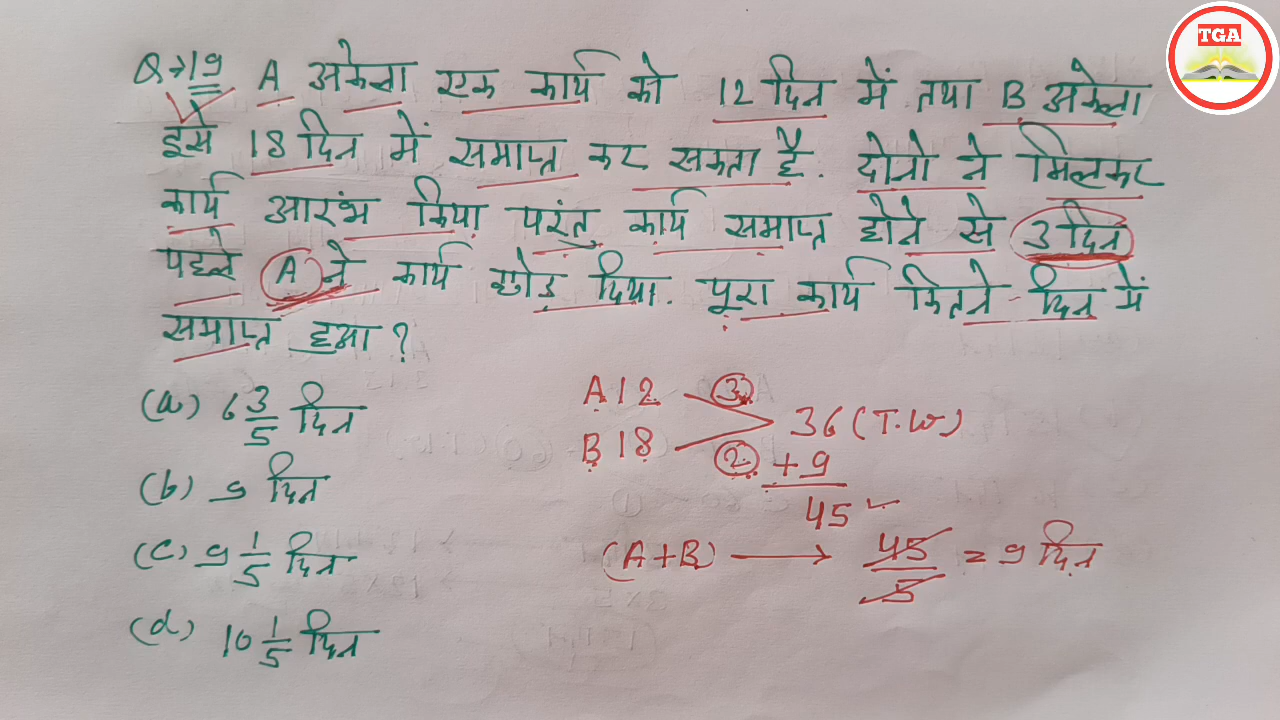 TGA
Q→19 A अकेला एक कार्य को 12 दिन में तथा B अकेला
इसे 18 दिन में समाप्त कर सकता है. दोनो ने मिलकर
कार्य आरंभ किया परंतु कार्य समाप्त होने से 3 दिन
पहले A ने कार्य छोड़ दिया. पूरा कार्य कितने दिन में
समाप्त हुआ ?
(a) 6 3/5 दिन
(b) 9 दिन
(c) 9 1/5 दिन
(d) 10 1/5 दिन
A 12 3
36 (T.W)
B 18 2 + 9
45
(A+B) → 45/5 = 9 दिन